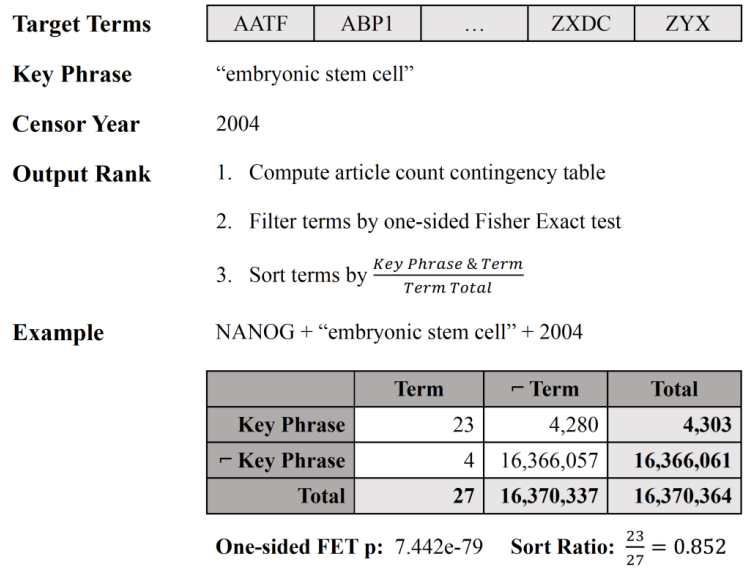 Target Terms AATF ABP1 … ZXDC ZYX
Key Phrase “embryonic stem cell”
Censor Year 2004
Output Rank 1. Compute article count contingency table
2. Filter terms by one-sided Fisher Exact test
3. Sort terms by Key Phrase & Term / Term Total
Example NANOG + “embryonic stem cell” + 2004
Term ⌐ Term Total
Key Phrase 23 4,280 4,303
⌐ Key Phrase 4 16,366,057 16,366,061
Total 27 16,370,337 16,370,364
One-sided FET p: 7.442e-79 Sort Ratio: 23/27 = 0.852